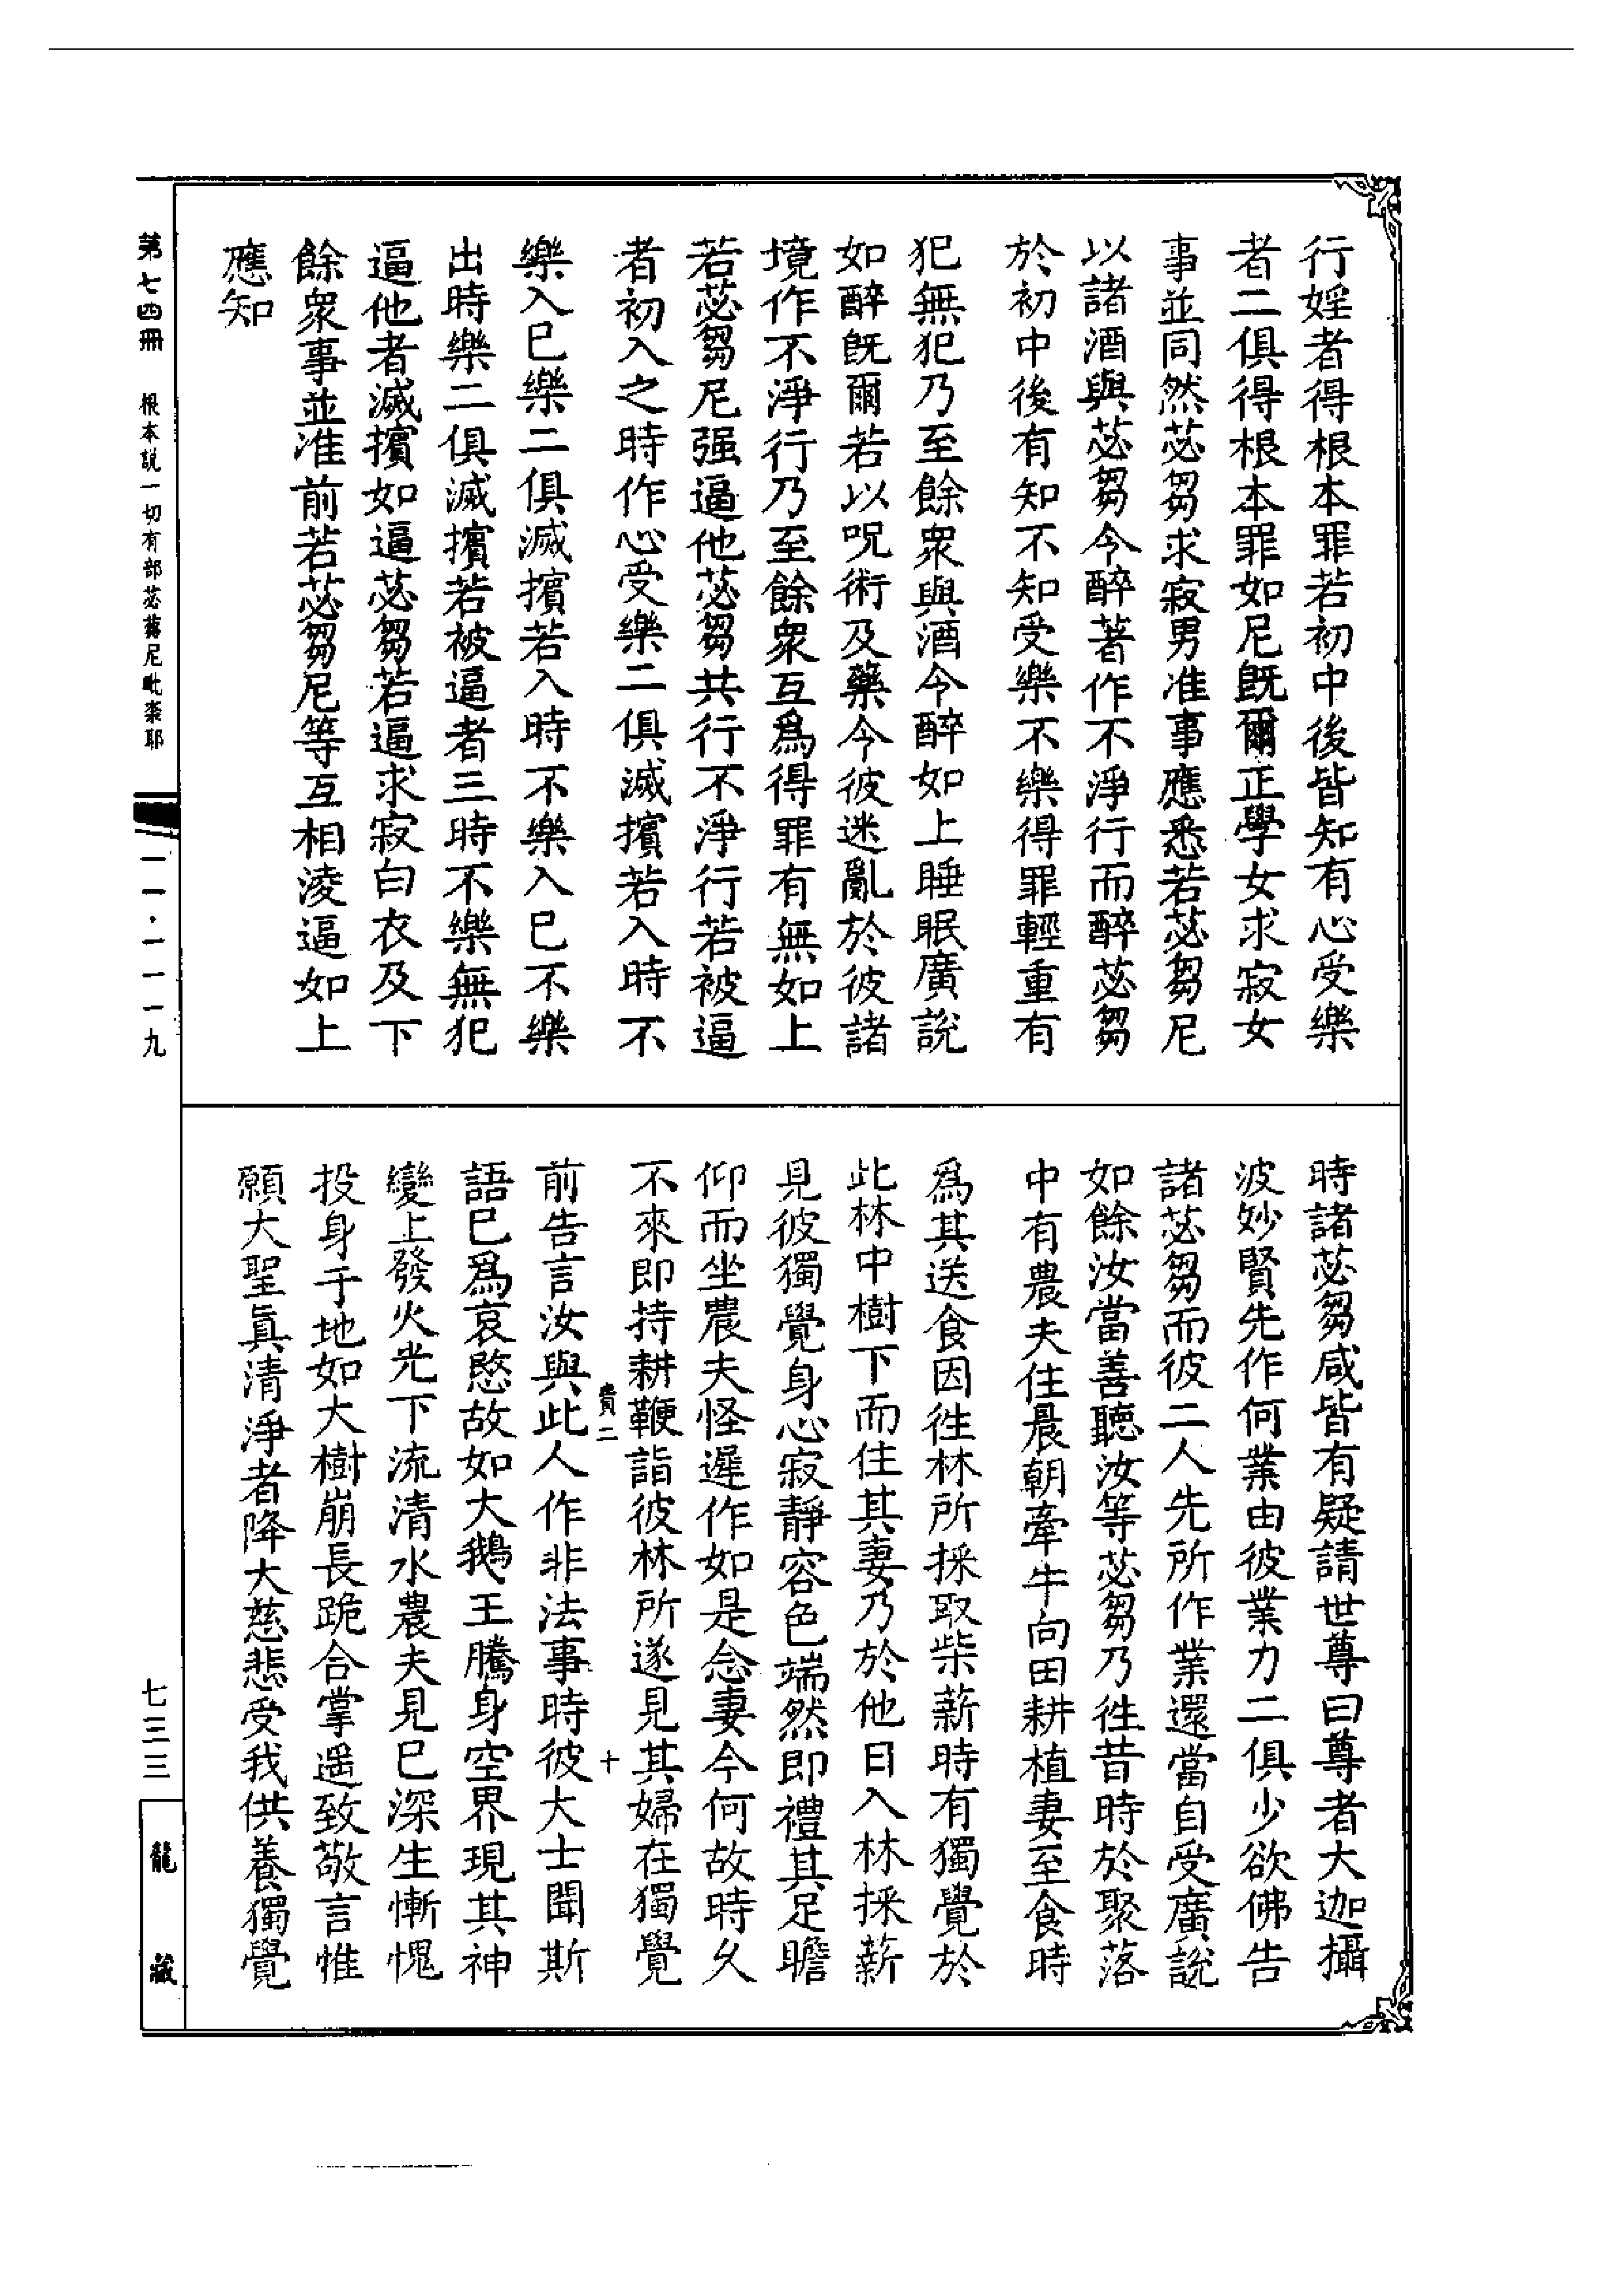 行婬者得根本罪若初中後皆知有心受樂
者二俱得根本罪如尼旣爾正學女求寂女
事並同然苾芻求寂男准事應悉若苾芻尼
以諸酒與苾芻令醉著作不淨行而醉苾芻
於初中後有知不知受樂不樂得罪輕重有
犯無犯乃至餘衆與酒令醉如上睡眠廣說
如醉旣爾若以呪術及藥令彼迷亂於彼諸
境作不淨行乃至餘衆互爲得罪有無如上
若苾芻尼强逼他苾芻共行不淨行若被逼
者初入之時作心受樂二俱滅擯若入時不
樂入已樂二俱滅擯若入時不樂入已不樂
出時樂二俱滅擯若被逼者三時不樂無犯
逼他者滅擯如逼苾芻若逼求寂白衣及下
餘衆事並准前若苾芻尼等互相淩逼如上
應知
時諸苾芻咸皆有疑請世尊曰尊者大迦攝
波妙賢先作何業由彼業力二俱少欲佛告
諸苾芻而彼二人先所作業還當自受廣說
如餘汝當善聽汝等苾芻乃徃昔時於聚落
中有農夫住晨朝牽牛向田耕植妻至食時
爲其送食因徃林所採取柴薪時有獨覺於
此林中樹下而住其妻乃於他日入林採薪
見彼獨覺身心寂靜容色端然即禮其足瞻
仰而坐農夫怪遲作如是念妻今何故時久
不來即持耕鞭詣彼林所遂見其婦在獨覺
費二 十
前告言汝與此人作非法事時彼大士聞斯
語已爲哀愍故如大鵝王騰身空界現其神
變上發火光下流清水農夫見已深生慚愧
投身于地如大樹崩長跪合掌遥致敬言惟
願大聖眞清淨者降大慈悲受我供養獨覺
第七四冊 根本說一切有部苾蒭尼毗柰耶
一一·一一一九
七三三
龍藏